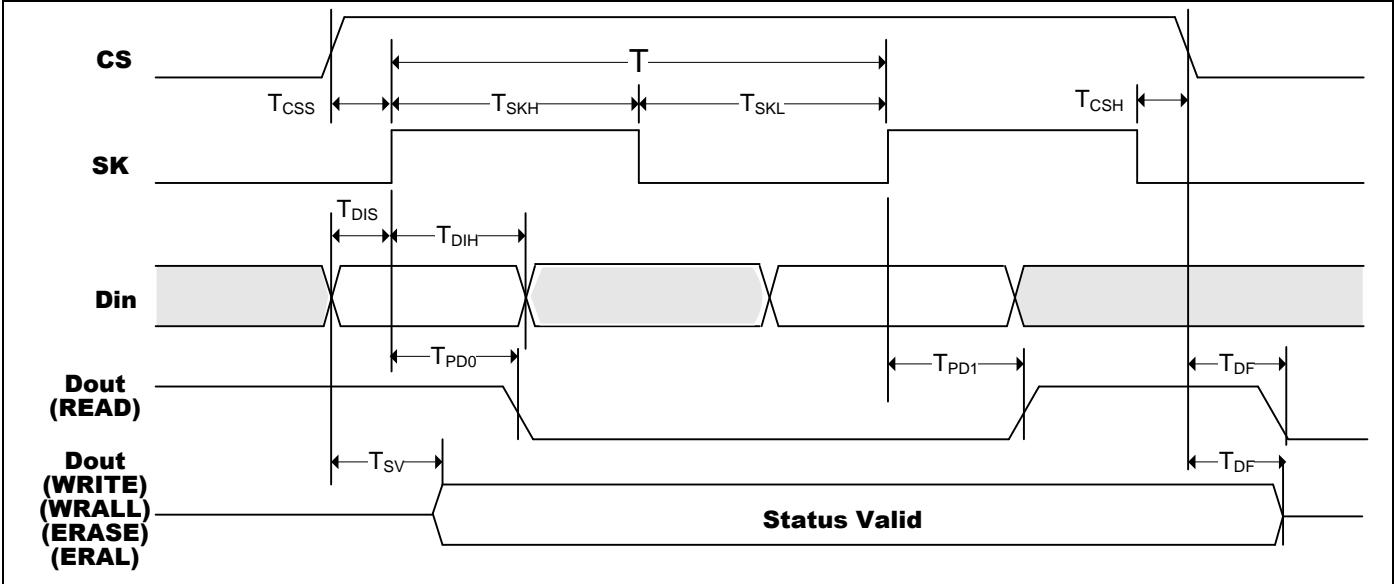 CS
T
TCSS
TSKH
TSKL
TCSH
SK
TDIS
TDIH
Din
TPD0
TPD1
TDF
Dout
(READ)
Dout
(WRITE)
(WRALL)
(ERASE)
(ERAL)
TSV
TDF
Status Valid